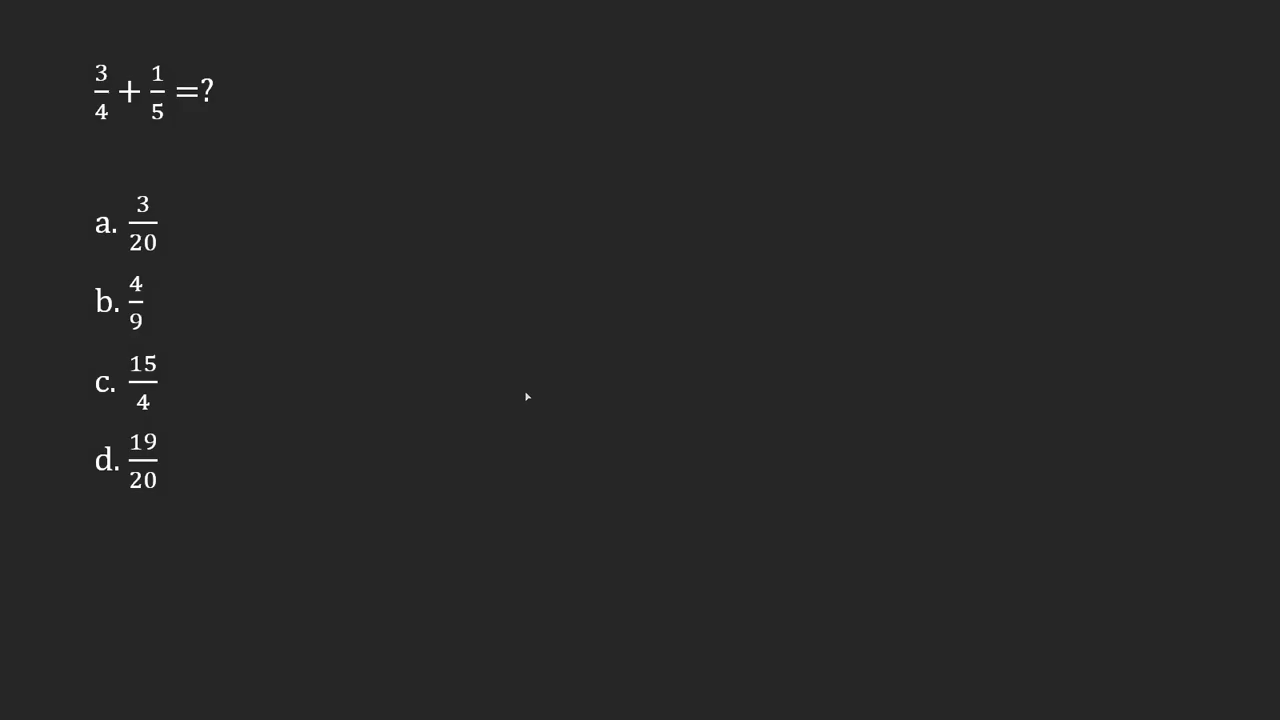 3/4 + 1/5 =?
a. 3/20
b. 4/9
c. 15/4
d. 19/20